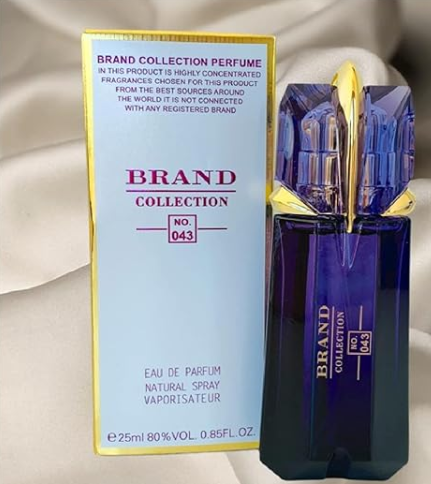 BRAND COLLECTION PERFUME
IN THIS PRODUCT IS HIGHLY CONCENTRATED
FRAGRANCES CHOSEN FOR THIS PRODUCT
FROM THE BEST SOURCES AROUND
THE WORLD IT IS NOT CONNECTED
WITH ANY REGISTERED BRAND
BRAND
COLLECTION
NO.
043
EAU DE PARFUM
NATURAL SPRAY
VAPORISATEUR
℮25ml 80%VOL. 0.85FL.OZ.
BRAND
COLLECTION
NO.
043